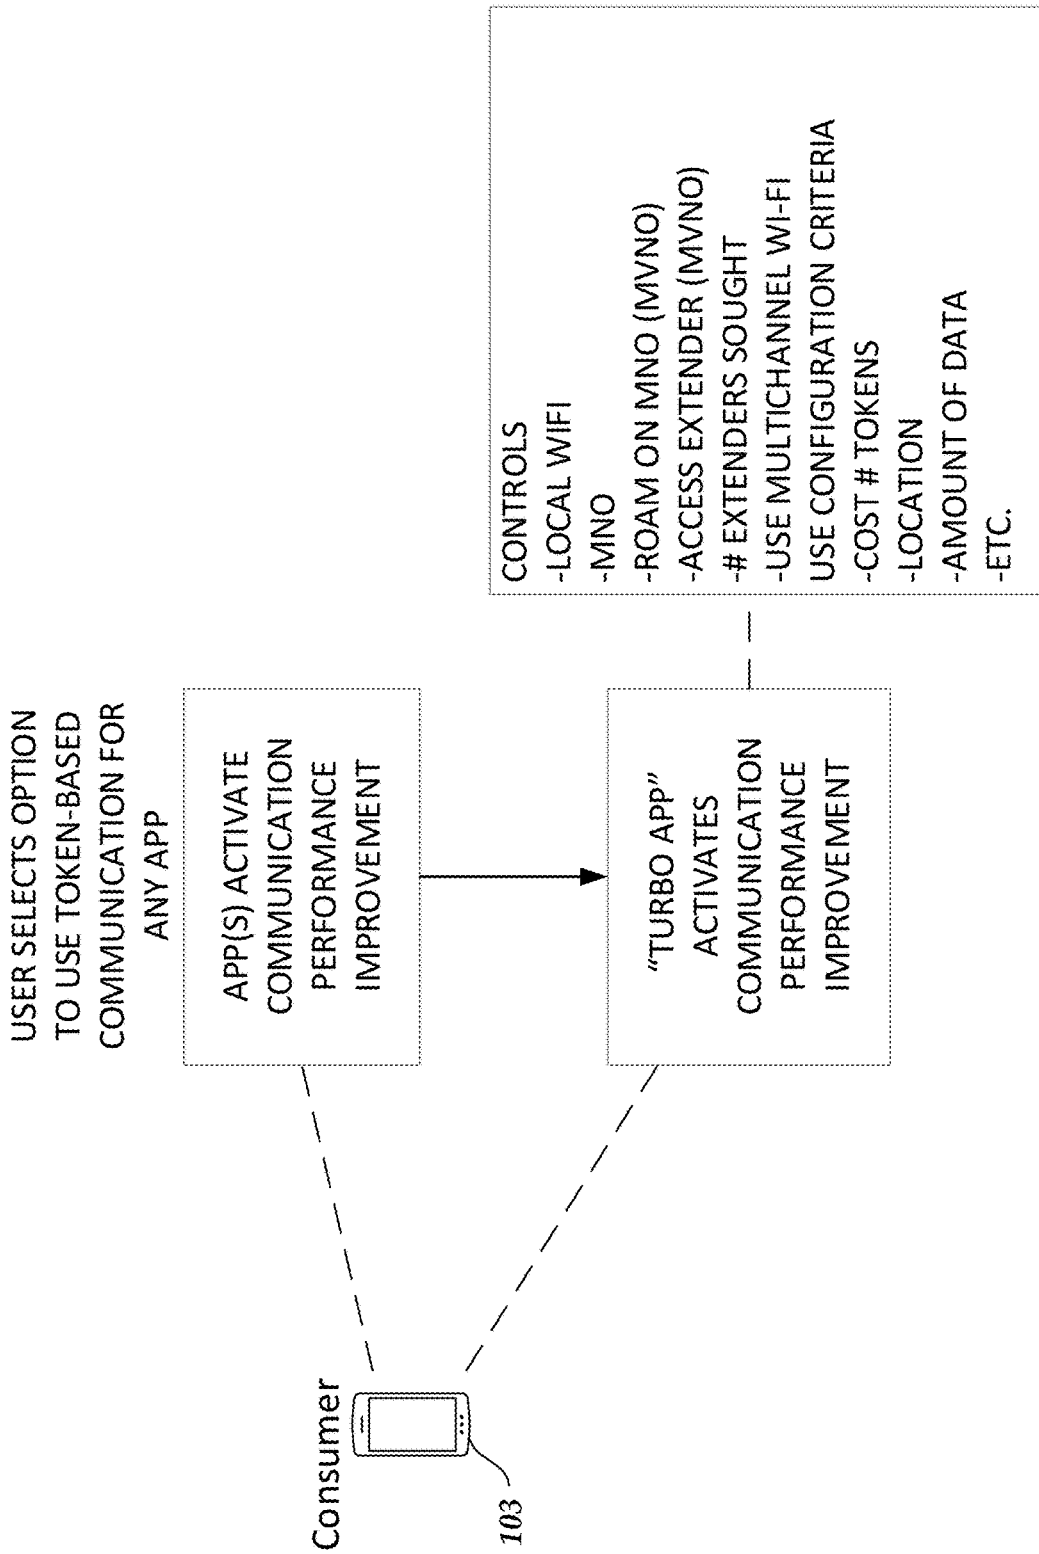 USER SELECTS OPTION
TO USE TOKEN-BASED
COMMUNICATION FOR
ANY APP
Consumer
103
APP(S) ACTIVATE
COMMUNICATION
PERFORMANCE
IMPROVEMENT
“TURBO APP”
ACTIVATES
COMMUNICATION
PERFORMANCE
IMPROVEMENT
CONTROLS
-LOCAL WIFI
-MNO
-ROAM ON MNO (MVNO)
-ACCESS EXTENDER (MVNO)
-# EXTENDERS SOUGHT
-USE MULTICHANNEL WI-FI
USE CONFIGURATION CRITERIA
-COST # TOKENS
-LOCATION
-AMOUNT OF DATA
-ETC.